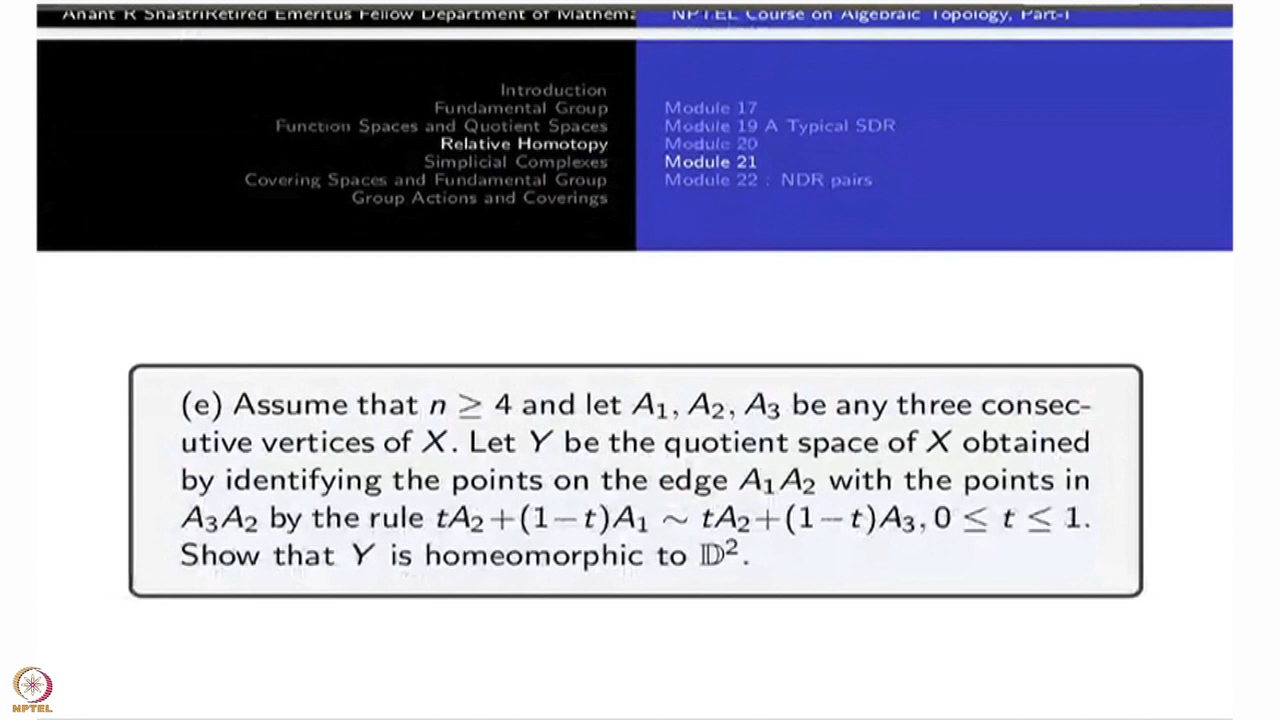 Anant R ShastriRetired Emeritus Fellow Department of Mathema
NPTEL Course on Algebraic Topology, Part-I
Introduction
Fundamental Group
Function Spaces and Quotient Spaces
Relative Homotopy
Simplicial Complexes
Covering Spaces and Fundamental Group
Group Actions and Coverings
Module 17
Module 19 A Typical SDR
Module 20
Module 21
Module 22 : NDR pairs
(e) Assume that n ≥ 4 and let A₁, A₂, A₃ be any three consec-
utive vertices of X. Let Y be the quotient space of X obtained
by identifying the points on the edge A₁A₂ with the points in
A₃A₂ by the rule tA₂+(1−t)A₁ ∼ tA₂+(1−t)A₃, 0 ≤ t ≤ 1.
Show that Y is homeomorphic to 𝔻².
NPTEL